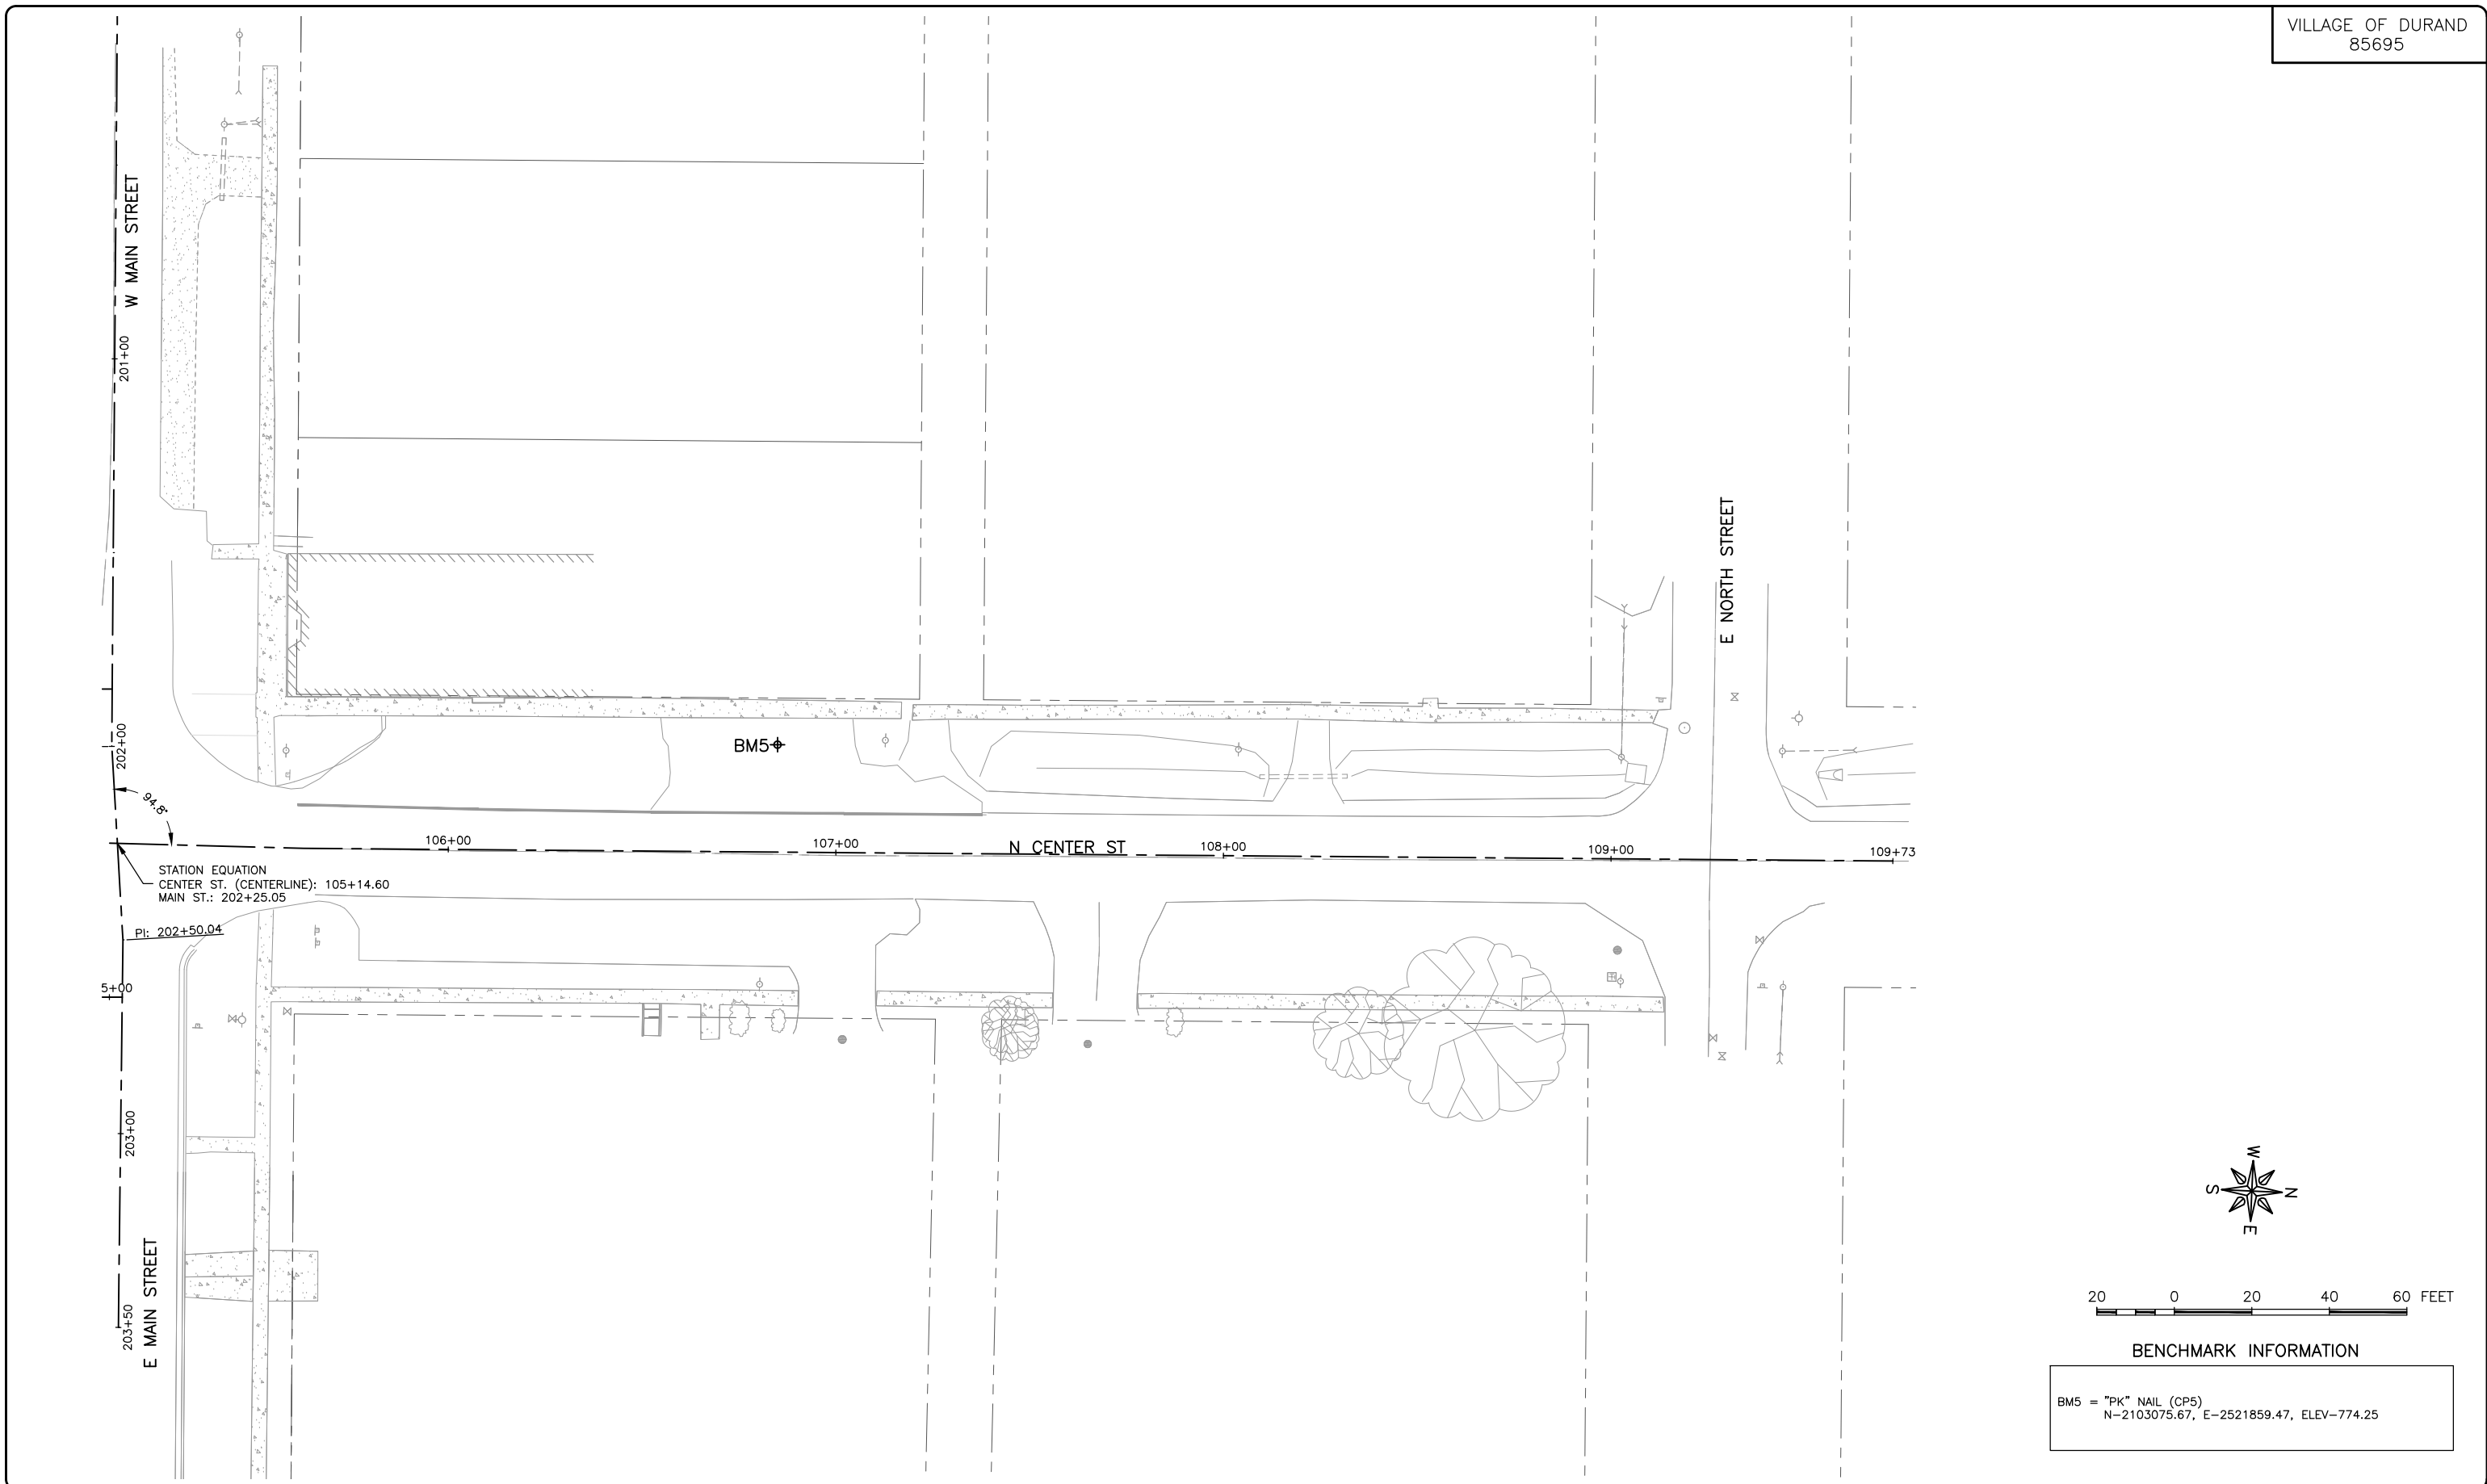 VILLAGE OF DURAND
85695
W MAIN STREET
201+00
E NORTH STREET
202+00
BM5
94.8°
106+00
107+00
N CENTER ST
108+00
109+00
109+73
STATION EQUATION
CENTER ST. (CENTERLINE): 105+14.60
MAIN ST.: 202+25.05
PI: 202+50.04
5+00
203+00
203+50
E MAIN STREET
W
S
N
E
20 0 20 40 60 FEET
BENCHMARK INFORMATION
BM5 = "PK" NAIL (CP5)
N-2103075.67, E-2521859.47, ELEV-774.25